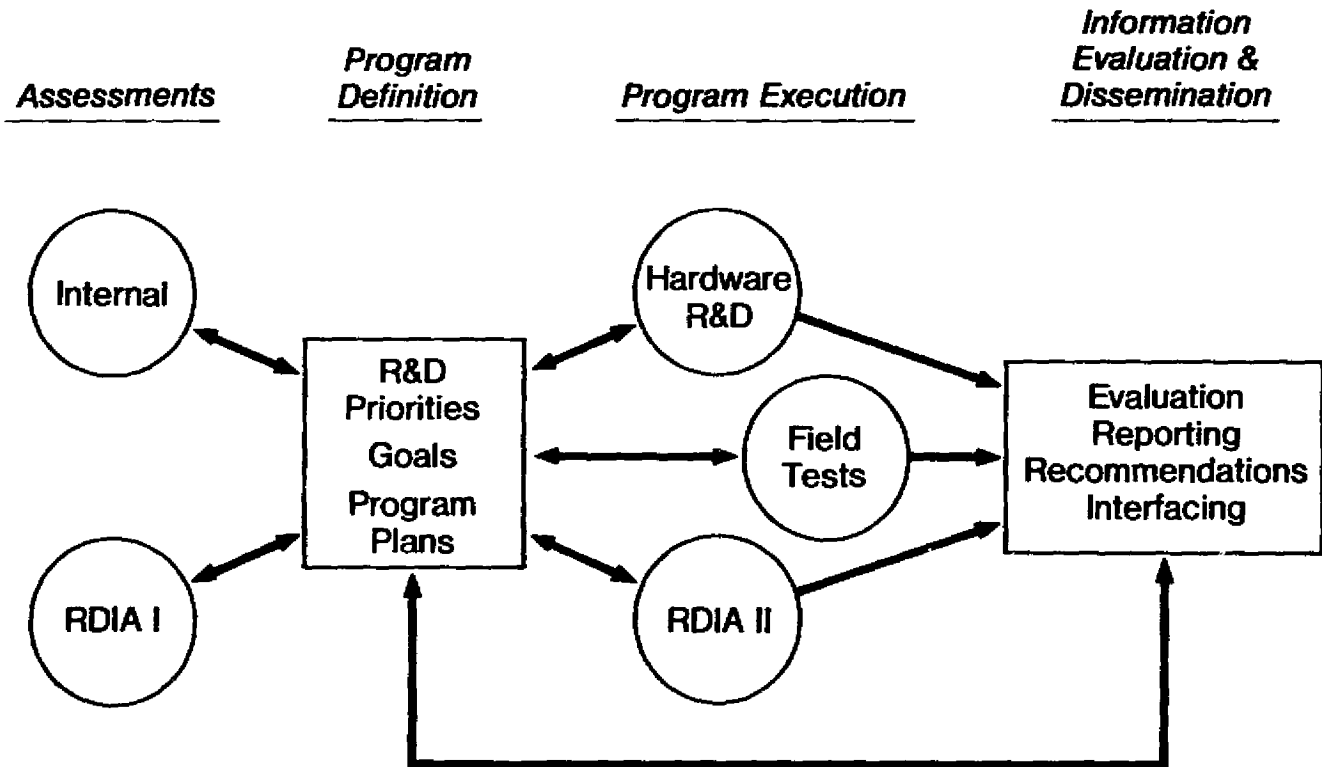 Assessments
Program
Definition
Program Execution
Information
Evaluation &
Dissemination
Internal
RDIA I
R&D
Priorities
Goals
Program
Plans
Hardware
R&D
Field
Tests
RDIA II
Evaluation
Reporting
Recommendations
Interfacing